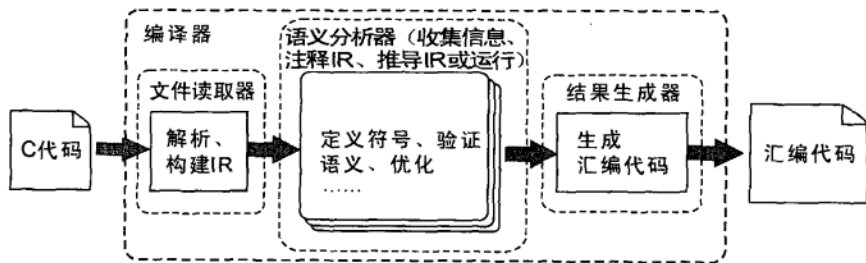 编译器
语义分析器（收集信息、
注释IR、推导IR或运行）
文件读取器
结果生成器
C代码
解析、
构建IR
定义符号、验证
语义、优化
……
生成
汇编代码
汇编代码